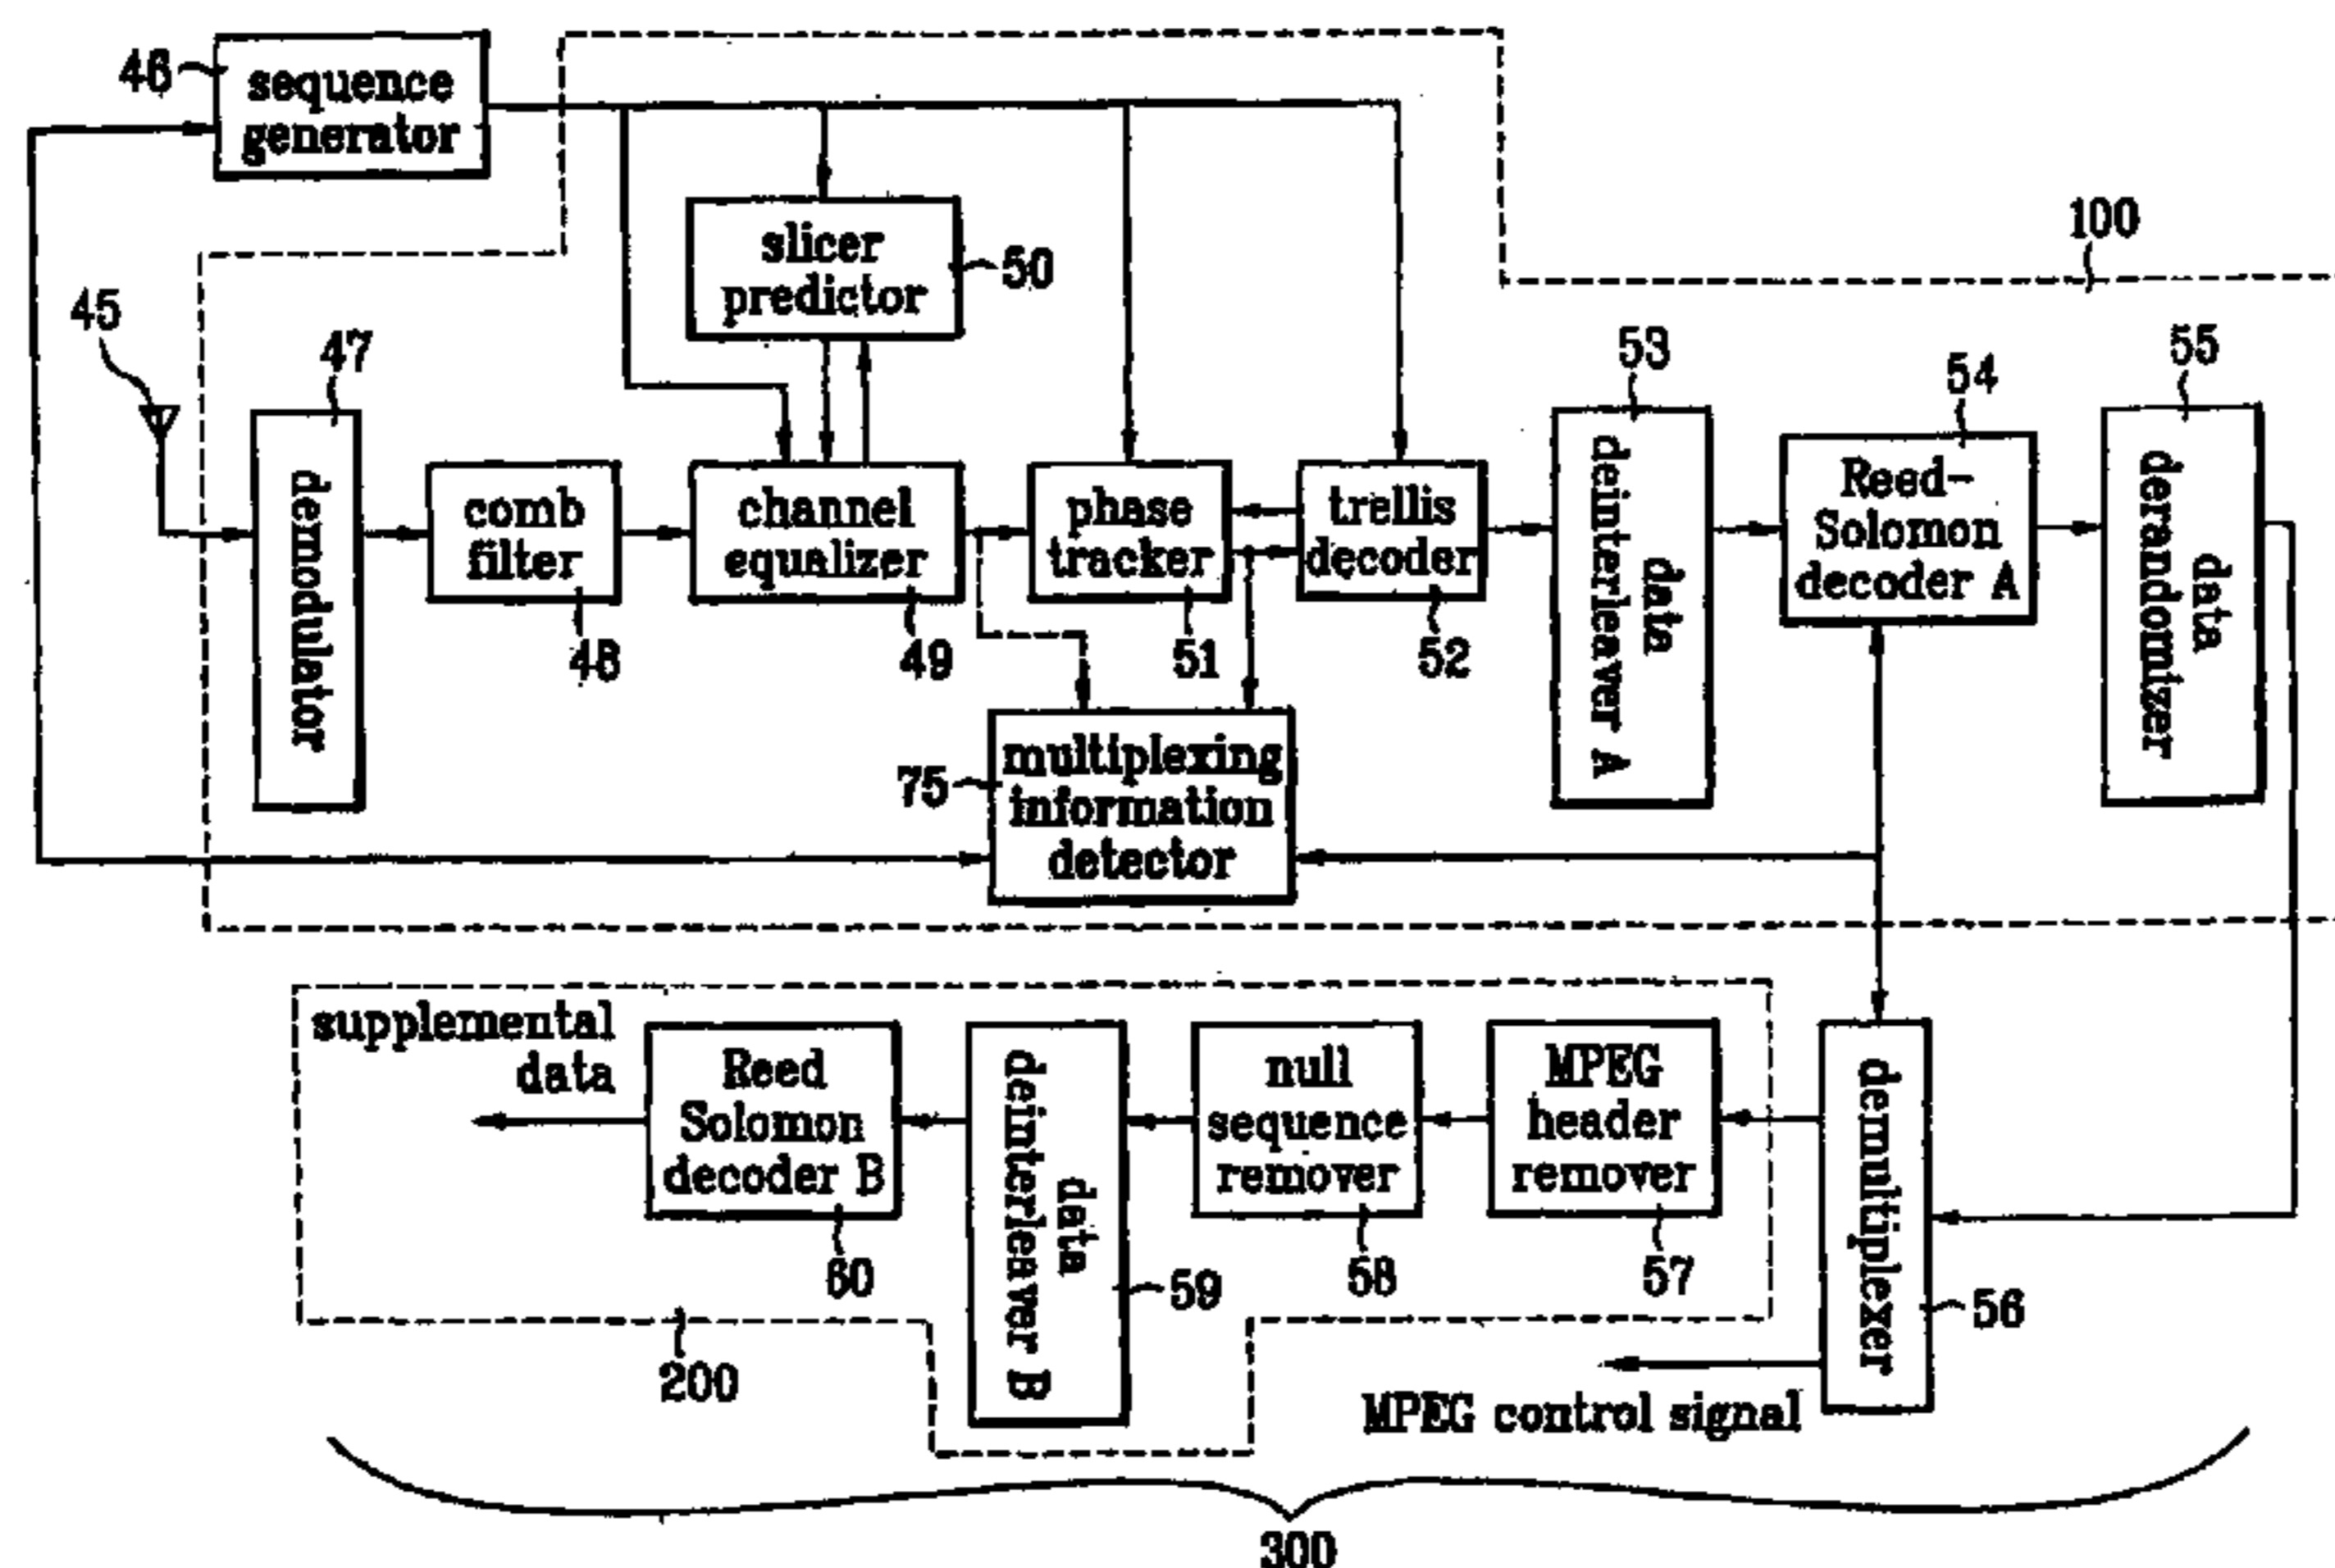 46
sequence
generator
slicer
predictor
50
100
45
47
53
54
55
demodulator
comb
filter
48
channel
equalizer
49
phase
tracker
51
trellis
decoder
52
data
deinterleaver A
Reed-
Solomon
decoder A
data
derandomizer
75
multiplexing
information
detector
supplemental
data
Reed
Solomon
decoder B
60
data
deinterleaver B
59
null
sequence
remover
58
MPEG
header
remover
57
demultiplexer
56
200
MPEG control signal
300